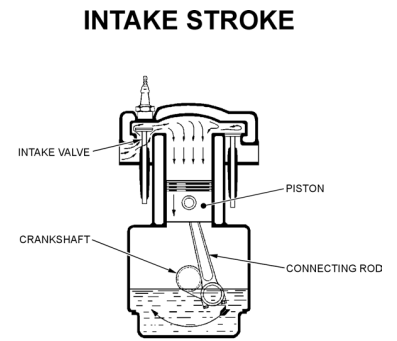 INTAKE STROKE
INTAKE VALVE
PISTON
CRANKSHAFT
CONNECTING ROD